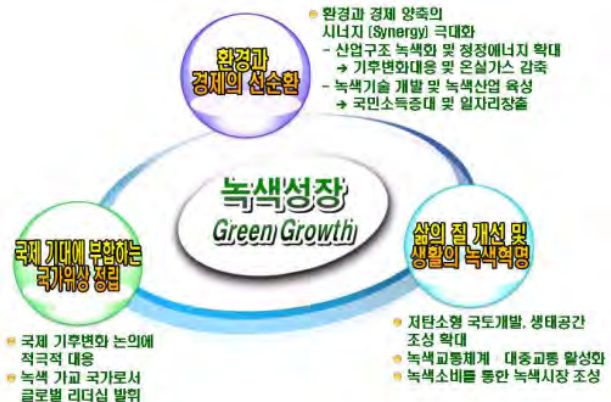 환경과
경제의 선순환
환경과 경제 양축의
시너지 (Synergy) 극대화
- 산업구조 녹색화 및 청정에너지 확대
→ 기후변화대응 및 온실가스 감축
- 녹색기술 개발 및 녹색산업 육성
→ 국민소득증대 및 일자리창출
녹색성장
Green Growth
국제 기대에 부합하는
국가위상 정립
국제 기후변화 논의에
적극적 대응
녹색 가교 국가로서
글로벌 리더십 발휘
삶의 질 개선 및
생활의 녹색혁명
저탄소형 국토개발, 생태공간
조성 확대
녹색교통체계 · 대중교통 활성화
녹색소비를 통한 녹색시장 조성